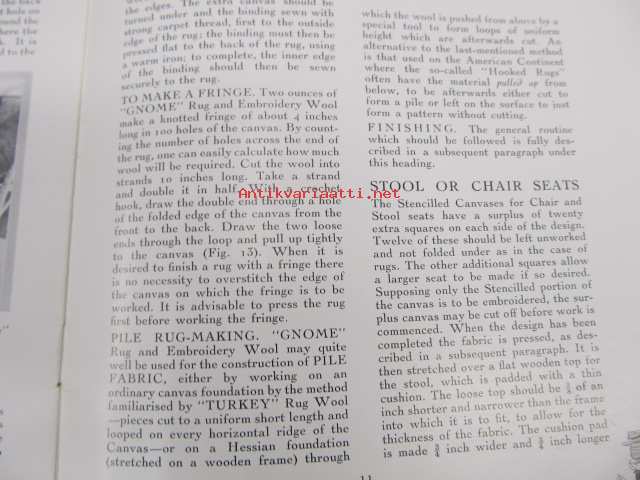 the back
hole on
round the
here the
k. It is
d to the
the edges. The extra canvas should be
turned under and the binding sewn with
strong carpet thread, first to the outside
edge of the rug; the binding must then be
pressed flat to the back of the rug, using
a warm iron; to complete, the inner edge
of the binding should then be sewn
securely to the rug.
TO MAKE A FRINGE. Two ounces of
"GNOME" Rug and Embroidery Wool
make a knotted fringe of about 4 inches
long in 100 holes of the canvas. By count-
ing the number of holes across the end of
the rug, one can easily calculate how much
wool will be required. Cut the wool into
strands 10 inches long. Take a strand
and double it in half. With a crochet
hook, draw the double end through a hole
of the folded edge of the canvas from the
front to the back. Draw the two loose
ends through the loop and pull up tightly
to the canvas (Fig. 13). When it is
desired to finish a rug with a fringe there
is no necessity to overstitch the edge of
the canvas on which the fringe is to be
worked. It is advisable to press the rug
first before working the fringe.
PILE RUG-MAKING. "GNOME"
Rug and Embroidery Wool may quite
well be used for the construction of PILE
FABRIC, either by working on an
ordinary canvas foundation by the method
familiarised by "TURKEY" Rug Wool
—pieces cut to a uniform short length and
looped on every horizontal ridge of the
Canvas—or on a Hessian foundation
(stretched on a wooden frame) through
which the wool is pushed from above by a
special tool to form loops of uniform
height which are afterwards cut. An
alternative to the last-mentioned method
is that used on the American Continent
where the so-called "Hooked Rugs"
often have the material pulled up from
below, to be afterwards either cut to
form a pile or left on the surface to just
form a pattern without cutting.
FINISHING. The general routine
which should be followed is fully des-
cribed in a subsequent paragraph under
this heading.
STOOL OR CHAIR SEATS
The Stencilled Canvases for Chair and
Stool seats have a surplus of twenty
extra squares on each side of the design.
Twelve of these should be left unworked
and not folded under as in the case of
rugs. The other additional squares allow
a larger seat to be made if so desired.
Supposing only the Stencilled portion of
the canvas is to be embroidered, the sur-
plus canvas may be cut off before work is
commenced. When the design has been
completed the fabric is pressed, as des-
cribed in a subsequent paragraph. It is
then stretched over a flat wooden top for
the stool, which is padded with a thin
cushion. The loose top should be of an
inch shorter and narrower than the frame
into which it is to fit, to allow for the
thickness of the fabric. The cushion pad
is made ¾ inch wider and ¾ inch longer
11
Antikvariaatti.net